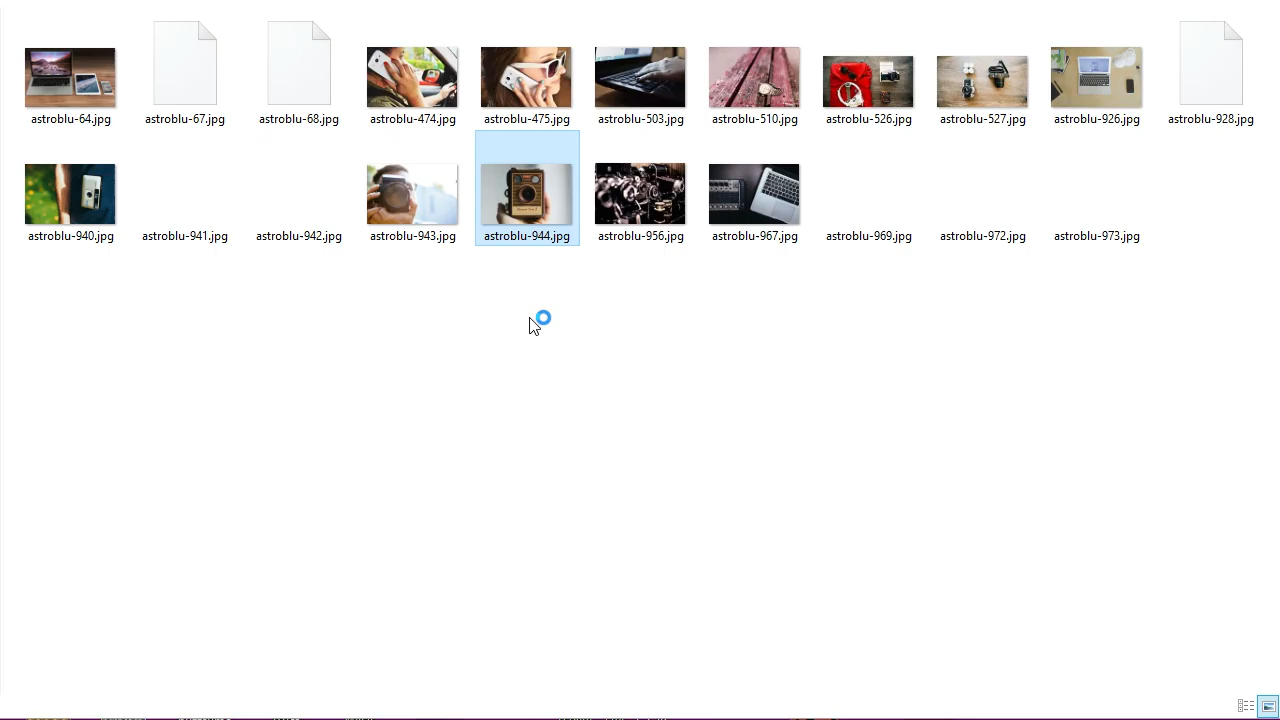 astroblu-64.jpg astroblu-67.jpg astroblu-68.jpg astroblu-474.jpg astroblu-475.jpg astroblu-503.jpg astroblu-510.jpg astroblu-526.jpg astroblu-527.jpg astroblu-926.jpg astroblu-928.jpg
astroblu-940.jpg astroblu-941.jpg astroblu-942.jpg astroblu-943.jpg astroblu-944.jpg astroblu-956.jpg astroblu-967.jpg astroblu-969.jpg astroblu-972.jpg astroblu-973.jpg